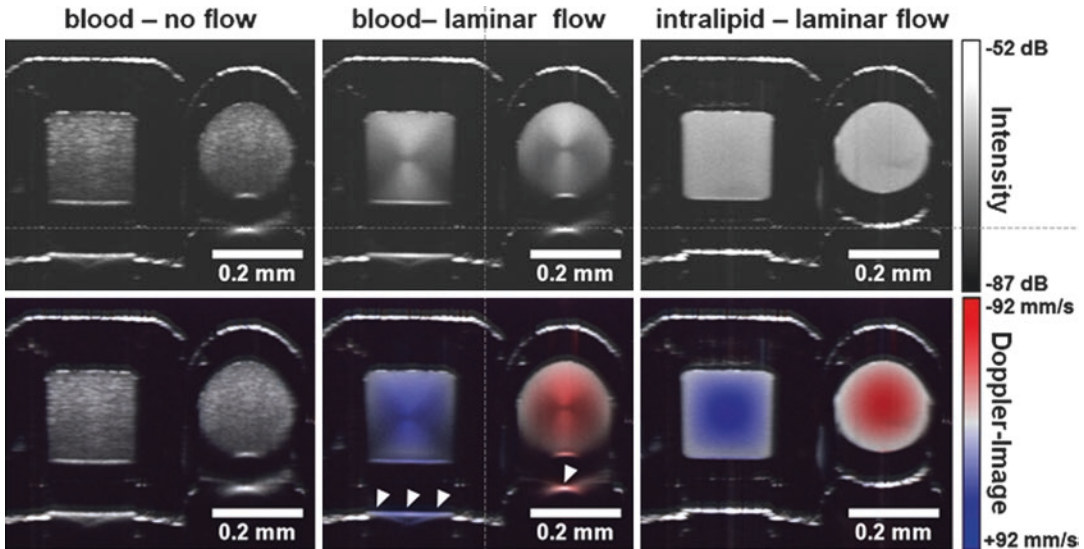 blood – no flow
blood– laminar flow
intralipid – laminar flow
-52 dB
Intensity
-87 dB
0.2 mm
0.2 mm
0.2 mm
-92 mm/s
Doppler-Image
+92 mm/s
0.2 mm
0.2 mm
0.2 mm